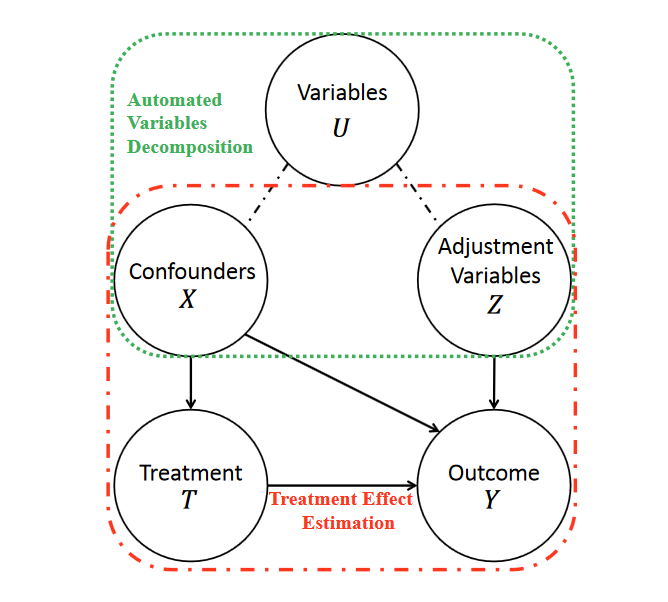 Variables
U
Automated
Variables
Decomposition
Confounders
X
Adjustment
Variables
Z
Treatment
T
Outcome
Y
Treatment Effect
Estimation